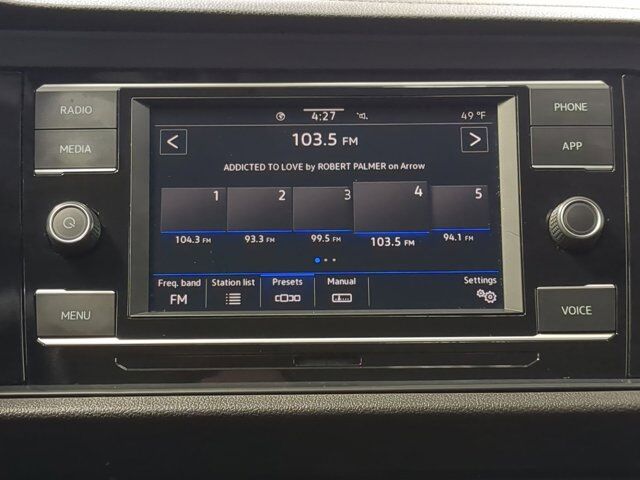 RADIO
MEDIA
MENU
4:27
49 °F
<
103.5 FM
>
ADDICTED TO LOVE by ROBERT PALMER on Arrow
1 2 3 4 5
104.3 FM 93.3 FM 99.5 FM 103.5 FM 94.1 FM
Freq. band Station list Presets Manual Settings
FM
PHONE
APP
VOICE